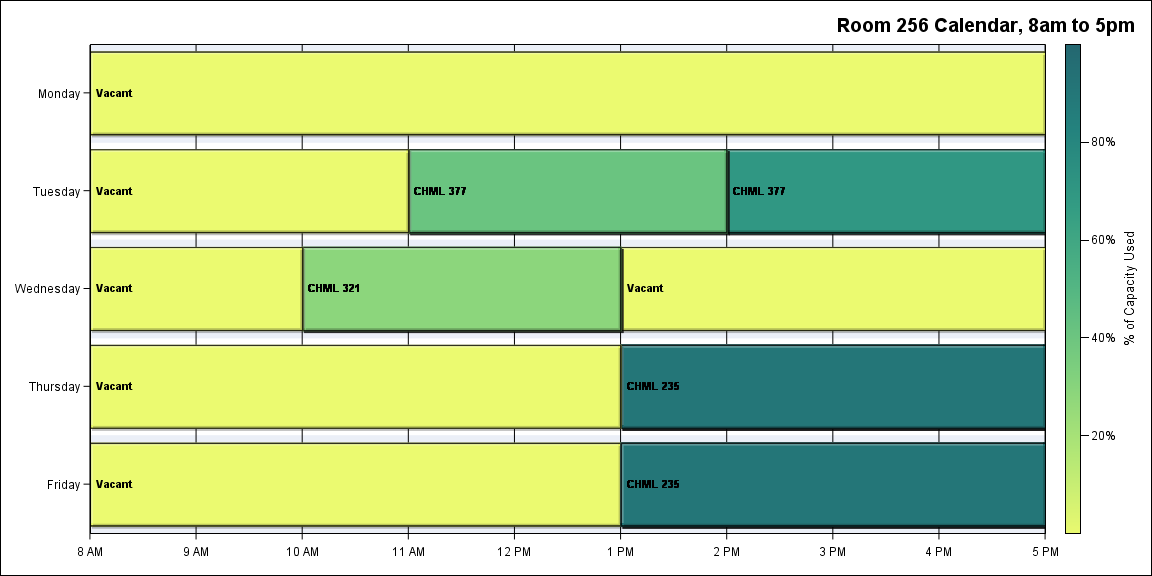 Room 256 Calendar, 8am to 5pm
Monday
Vacant
Tuesday
Vacant
CHML 377
CHML 377
Wednesday
Vacant
CHML 321
Vacant
Thursday
Vacant
CHML 235
Friday
Vacant
CHML 235
8 AM
9 AM
10 AM
11 AM
12 PM
1 PM
2 PM
3 PM
4 PM
5 PM
80%
60%
40%
20%
% of Capacity Used